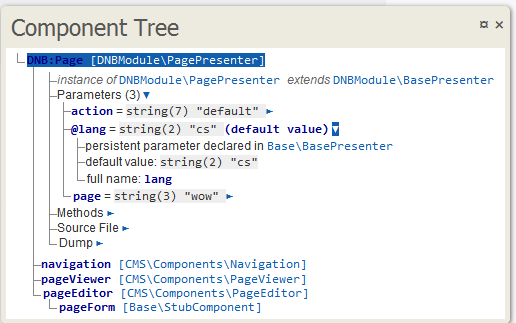 Component Tree
DNB:Page [DNBModule\PagePresenter]
instance of DNBModule\PagePresenter extends DNBModule\BasePresenter
Parameters (3)▼
action = string(7) "default" ►
@lang = string(2) "cs" (default value)▼
persistent parameter declared in Base\BasePresenter
default value: string(2) "cs"
full name: lang
page = string(3) "wow" ►
Methods ►
Source File ►
Dump ►
navigation [CMS\Components\Navigation]
pageViewer [CMS\Components\PageViewer]
pageEditor [CMS\Components\PageEditor]
pageForm [Base\StubComponent]